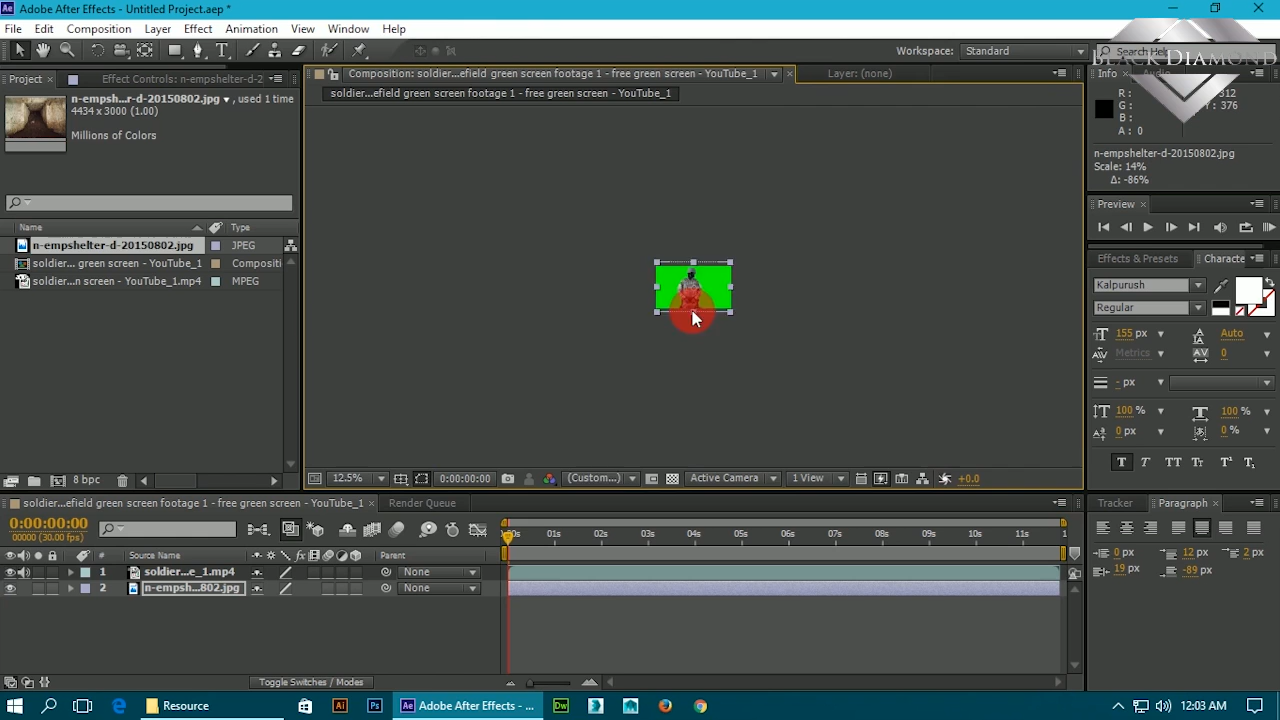 Adobe After Effects - Untitled Project.aep *
File Edit Composition Layer Effect Animation View Window Help
Workspace: Standard
Search Help
BLACK DIAMOND
Project × Effect Controls: n-empshelter-d-2
n-empsh...r-d-20150802.jpg ▼, used 1 time
4434 x 3000 (1.00)
Millions of Colors
Name Type
n-empshelter-d-20150802.jpg JPEG
soldier... green screen - YouTube_1 Compositi
soldier...n screen - YouTube_1.mp4 MPEG
8 bpc
Composition: soldier...efield green screen footage 1 - free green screen - YouTube_1
Layer: (none)
soldier...efield green screen footage 1 - free green screen - YouTube_1
12.5%
0:00:00:00
(Custom...)
Active Camera
1 View
+0.0
Info Audio
R :
G :
B :
A : 0
312
Y : 376
n-empshelter-d-20150802.jpg
Scale: 14%
Δ: -86%
Preview ×
Effects & Presets Characte
Kalpurush
Regular
155 px Auto
Metrics 0
- px
100 % 100 %
0 px 0 %
T T TT Tт T¹ T₁
soldier...efield green screen footage 1 - free green screen - YouTube_1 × Render Queue
0:00:00:00
00000 (30.00 fps)
:00s 01s 02s 03s 04s 05s 06s 07s 08s 09s 10s 11s 1
# Source Name fx Parent
1 soldier...e_1.mp4 None
2 n-empsh...802.jpg None
Toggle Switches / Modes
Tracker Paragraph ×
0 px 12 px 2 px
19 px -89 px
Resource
Adobe After Effects - ...
12:03 AM